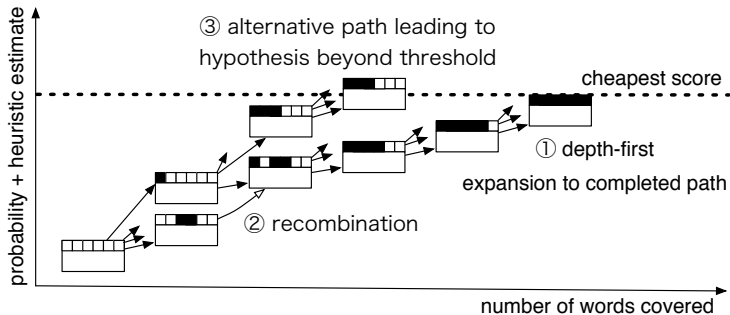 ③ alternative path leading to
hypothesis beyond threshold
cheapest score
① depth-first
expansion to completed path
② recombination
probability + heuristic estimate
number of words covered